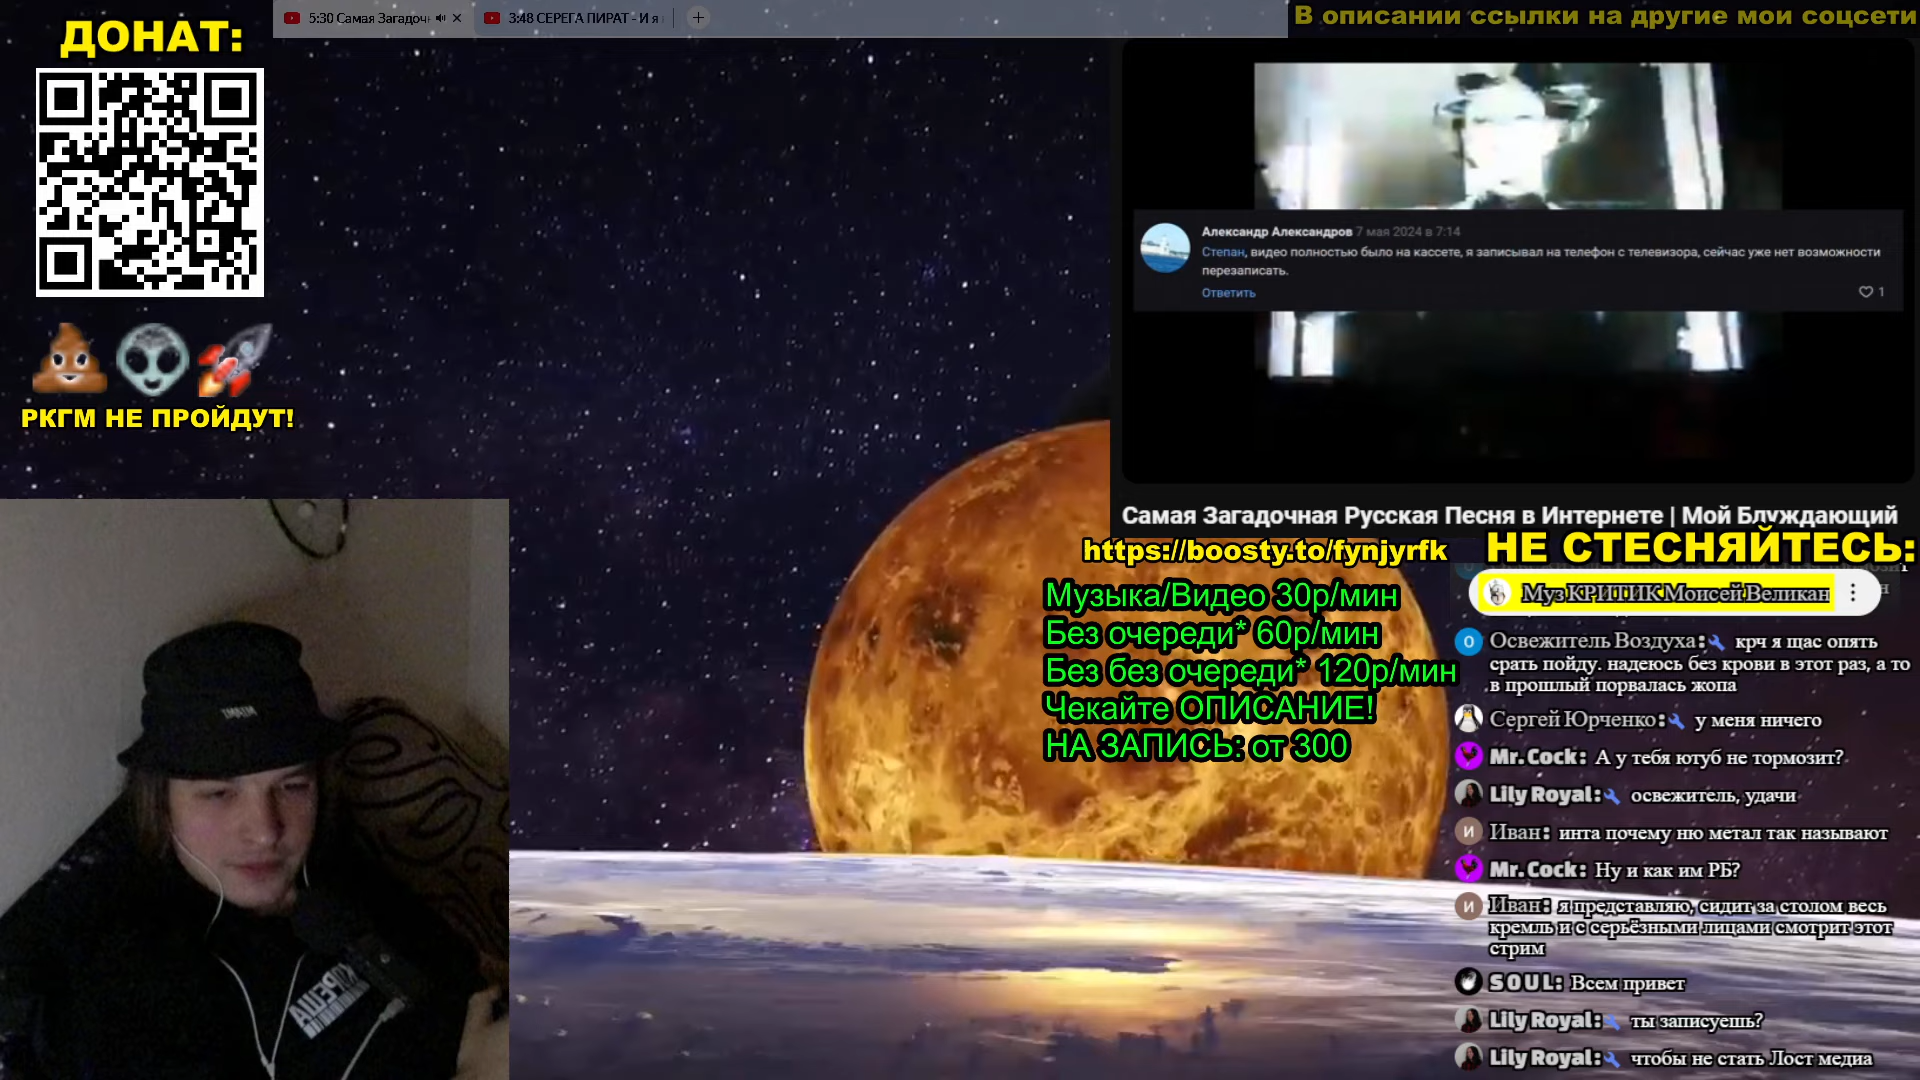 ДОНАТ:
5:30 Самая Загадочн
3:48 СЕРЕГА ПИРАТ - И я
В описании ссылки на другие мои соцсети
РКГМ НЕ ПРОЙДУТ!
Александр Александров 7 мая 2024 в 7:14
Степан, видео полностью было на кассете, я записывал на телефон с телевизора, сейчас уже нет возможности
перезаписать.
Ответить
1
Самая Загадочная Русская Песня в Интернете | Мой Блуждающий
https://boosty.to/fynjyrfk
НЕ СТЕСНЯЙТЕСЬ:
Музыка/Видео 30р/мин
Без очереди* 60р/мин
Без без очереди* 120р/мин
Чекайте ОПИСАНИЕ!
НА ЗАПИСЬ: от 300
Муз КРИТИК Моисей Великан
Освежитель Воздуха: крч я щас опять
срать пойду. надеюсь без крови в этот раз, а то
в прошлый порвалась жопа
Сергей Юрченко: у меня ничего
Mr. Cock: А у тебя ютуб не тормозит?
Lily Royal: освежитель, удачи
Иван: инта почему ню метал так называют
Mr. Cock: Ну и как им РБ?
Иван: я представляю, сидит за столом весь
кремль и с серьёзными лицами смотрит этот
стрим
SOUL: Всем привет
Lily Royal: ты записуешь?
Lily Royal: чтобы не стать Лост медиа